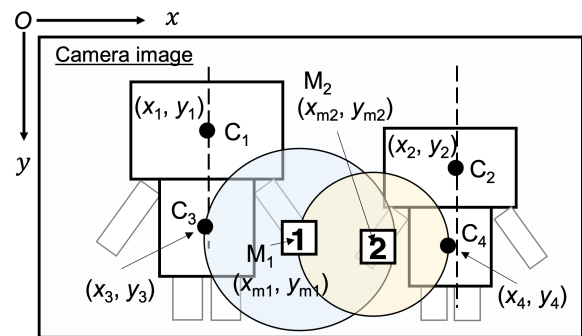 O x
Camera image
y
(x1, y1)
C1
M2
(xm2, ym2)
(x2, y2)
C2
C3
1
2
C4
M1
(xm1, ym1)
(x3, y3)
(x4, y4)